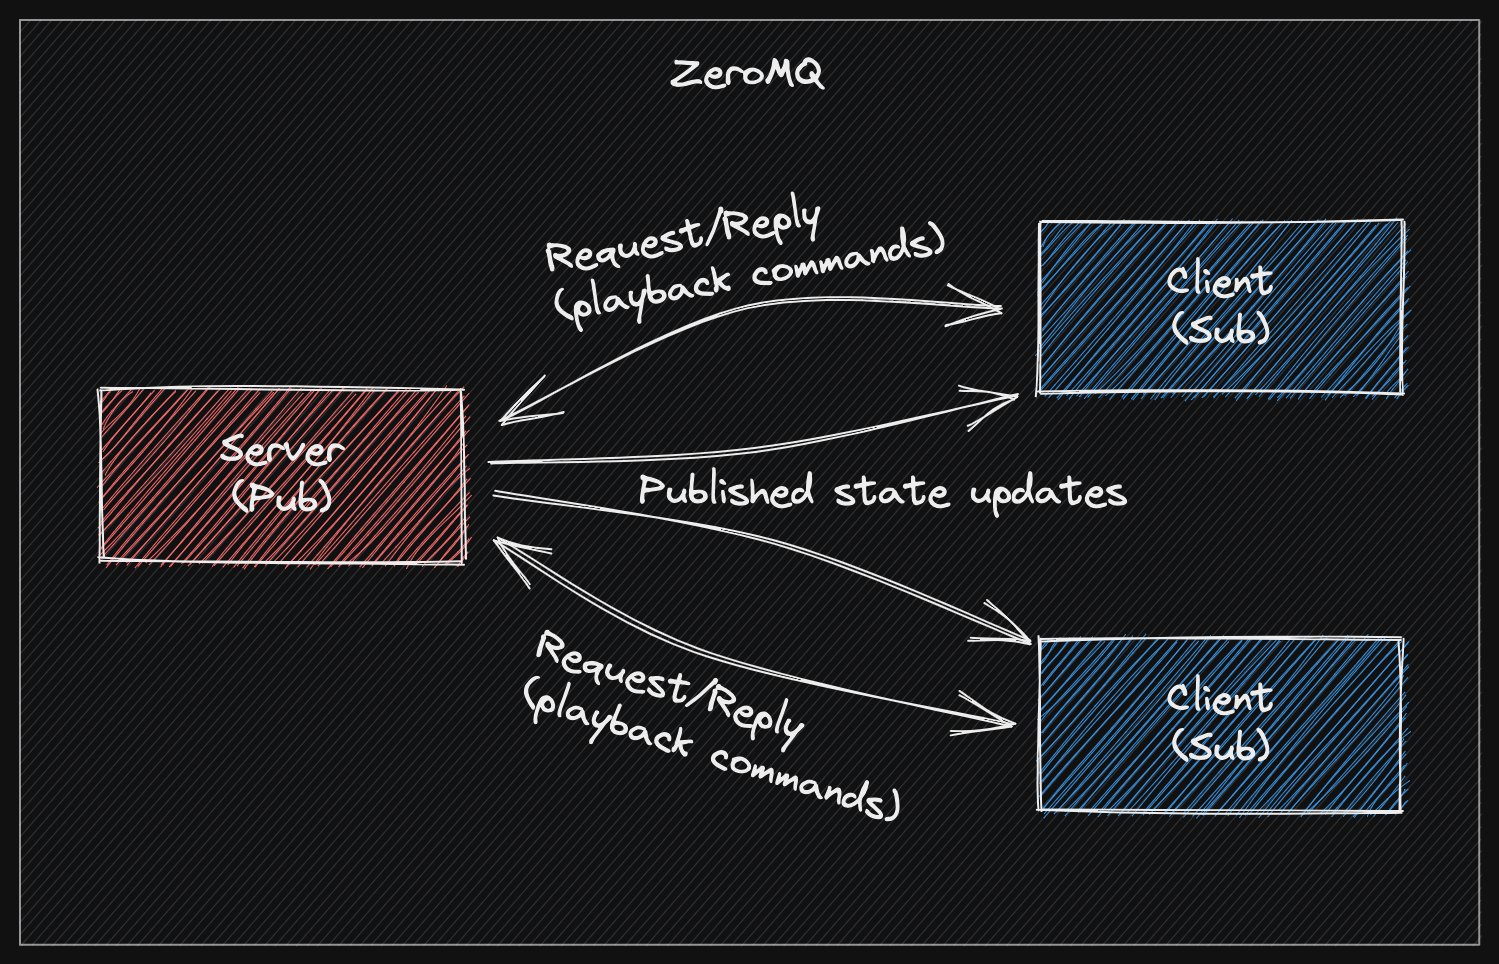 ZeroMQ
Request/Reply
(playback commands)
Client
(Sub)
Server
(Pub)
Published state updates
Request/Reply
(playback commands)
Client
(Sub)